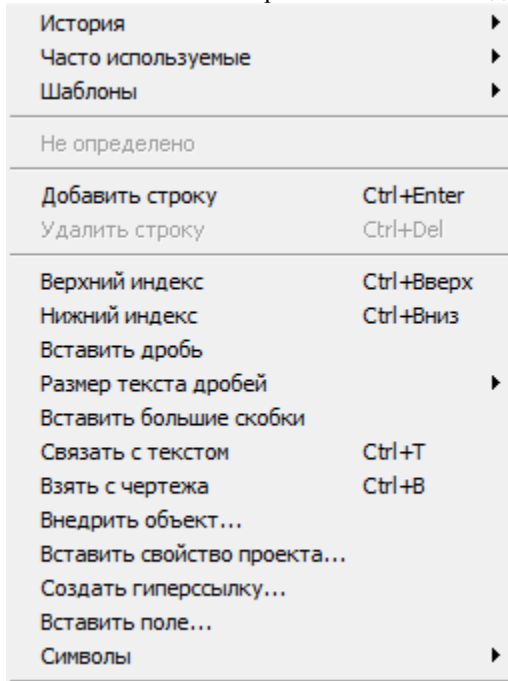 История
Часто используемые
Шаблоны
Не определено
Добавить строку Ctrl+Enter
Удалить строку Ctrl+Del
Верхний индекс Ctrl+Вверх
Нижний индекс Ctrl+Вниз
Вставить дробь
Размер текста дробей
Вставить большие скобки
Связать с текстом Ctrl+T
Взять с чертежа Ctrl+B
Внедрить объект...
Вставить свойство проекта...
Создать гиперссылку...
Вставить поле...
Символы